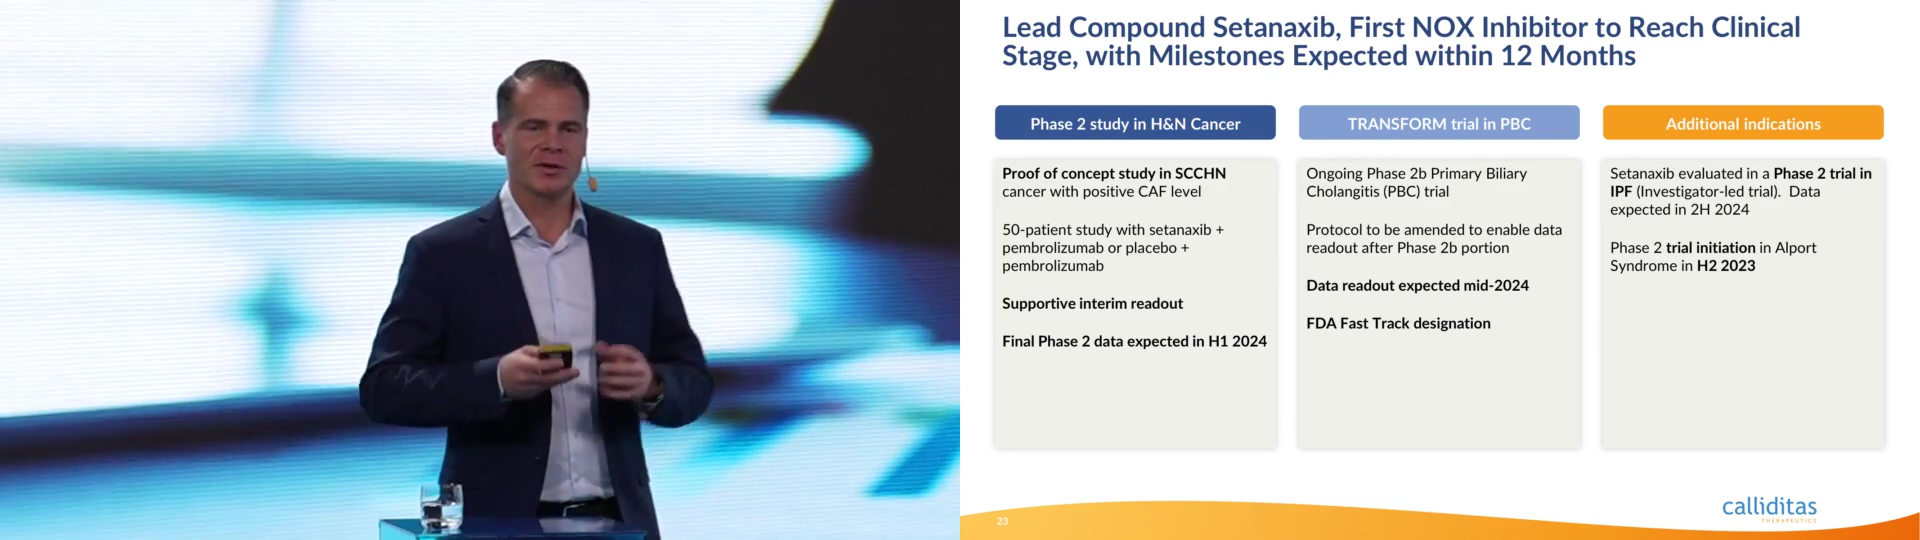 Lead Compound Setanaxib, First NOX Inhibitor to Reach Clinical
Stage, with Milestones Expected within 12 Months
Phase 2 study in H&N Cancer
Proof of concept study in SCCHN
cancer with positive CAF level
50-patient study with setanaxib +
pembrolizumab or placebo +
pembrolizumab
Supportive interim readout
Final Phase 2 data expected in H1 2024
TRANSFORM trial in PBC
Ongoing Phase 2b Primary Biliary
Cholangitis (PBC) trial
Protocol to be amended to enable data
readout after Phase 2b portion
Data readout expected mid-2024
FDA Fast Track designation
Additional indications
Setanaxib evaluated in a Phase 2 trial in
IPF (Investigator-led trial). Data
expected in 2H 2024
Phase 2 trial initiation in Alport
Syndrome in H2 2023
23
calliditas
THERAPEUTICS